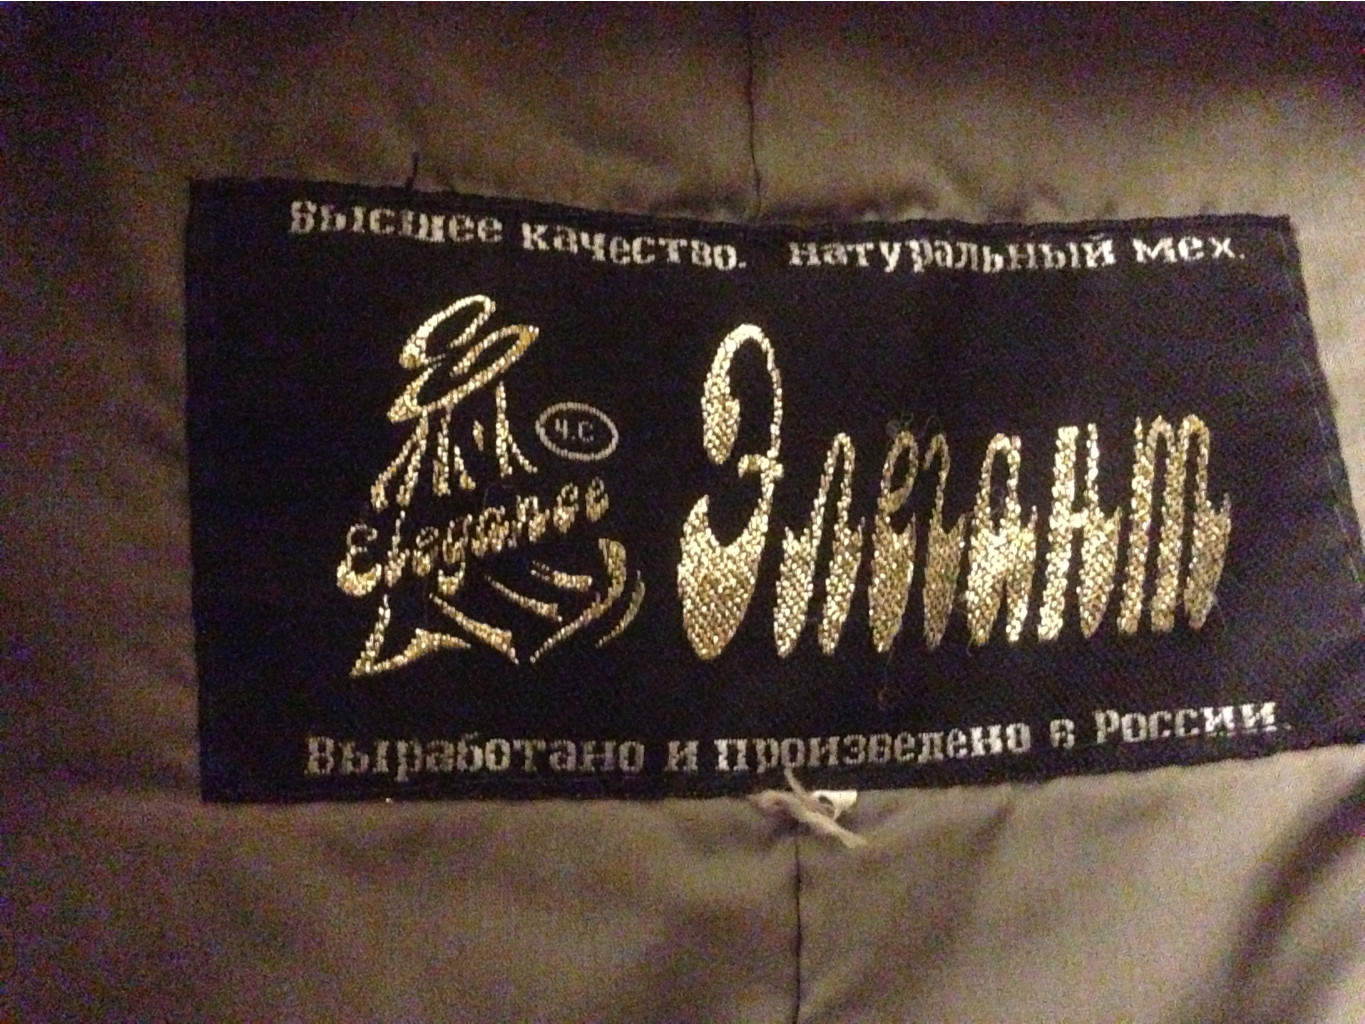 Высшее качество. натуральный мех.
ч.с
Elegance
Элегант
Выработано и произведено в России.